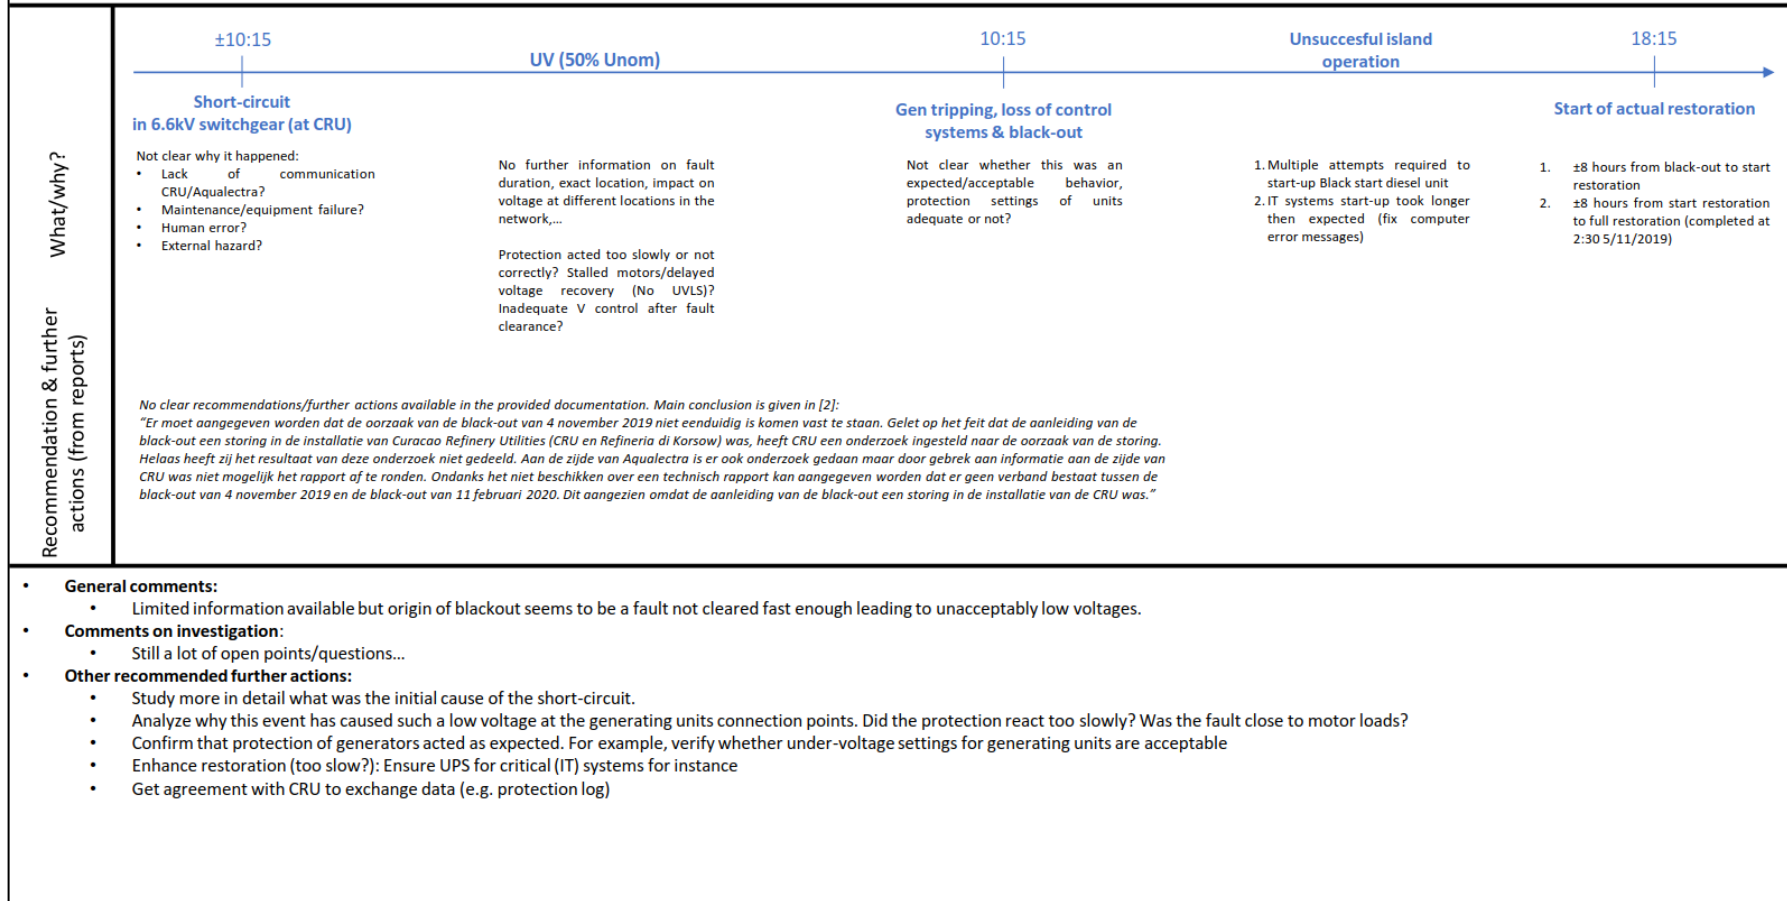 ±10:15
UV (50% Unom)
10:15
Unsuccesful island
operation
18:15
Short-circuit
in 6.6kV switchgear (at CRU)
Gen tripping, loss of control
systems & black-out
Start of actual restoration
What/why?
Not clear why it happened:
• Lack of communication
CRU/Aqualectra?
• Maintenance/equipment failure?
• Human error?
• External hazard?
No further information on fault
duration, exact location, impact on
voltage at different locations in the
network,...
Protection acted too slowly or not
correctly? Stalled motors/delayed
voltage recovery (No UVLS)?
Inadequate V control after fault
clearance?
Not clear whether this was an
expected/acceptable behavior,
protection settings of units
adequate or not?
1. Multiple attempts required to
start-up Black start diesel unit
2. IT systems start-up took longer
then expected (fix computer
error messages)
1. ±8 hours from black-out to start
restoration
2. ±8 hours from start restoration
to full restoration (completed at
2:30 5/11/2019)
Recommendation & further
actions (from reports)
No clear recommendations/further actions available in the provided documentation. Main conclusion is given in [2]:
“Er moet aangegeven worden dat de oorzaak van de black-out van 4 november 2019 niet eenduidig is komen vast te staan. Gelet op het feit dat de aanleiding van de
black-out een storing in de installatie van Curacao Refinery Utilities (CRU en Refineria di Korsow) was, heeft CRU een onderzoek ingesteld naar de oorzaak van de storing.
Helaas heeft zij het resultaat van deze onderzoek niet gedeeld. Aan de zijde van Aqualectra is er ook onderzoek gedaan maar door gebrek aan informatie aan de zijde van
CRU was niet mogelijk het rapport af te ronden. Ondanks het niet beschikken over een technisch rapport kan aangegeven worden dat er geen verband bestaat tussen de
black-out van 4 november 2019 en de black-out van 11 februari 2020. Dit aangezien omdat de aanleiding van de black-out een storing in de installatie van de CRU was.”
• General comments:
• Limited information available but origin of blackout seems to be a fault not cleared fast enough leading to unacceptably low voltages.
• Comments on investigation:
• Still a lot of open points/questions...
• Other recommended further actions:
• Study more in detail what was the initial cause of the short-circuit.
• Analyze why this event has caused such a low voltage at the generating units connection points. Did the protection react too slowly? Was the fault close to motor loads?
• Confirm that protection of generators acted as expected. For example, verify whether under-voltage settings for generating units are acceptable
• Enhance restoration (too slow?): Ensure UPS for critical (IT) systems for instance
• Get agreement with CRU to exchange data (e.g. protection log)